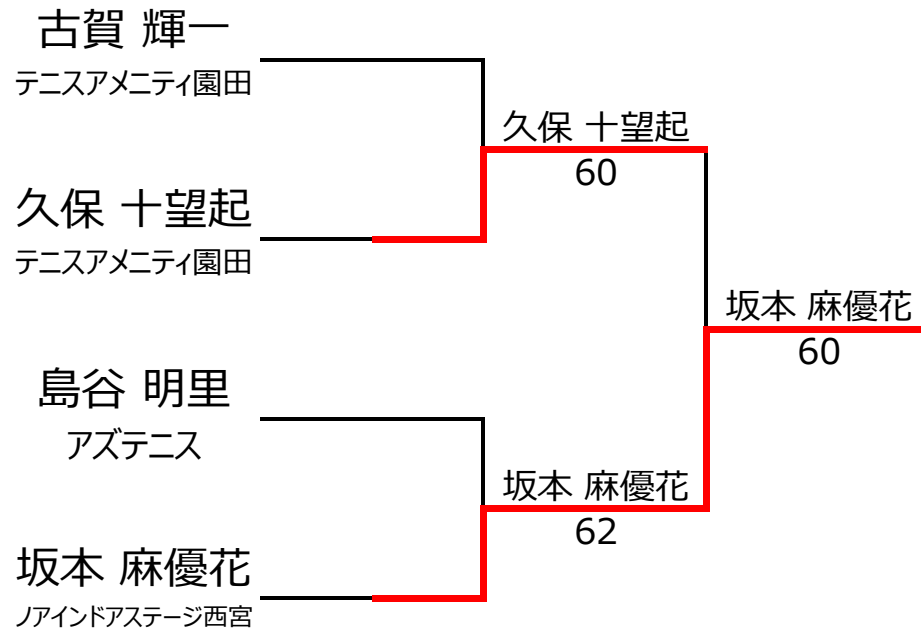 古賀 輝一
テニスアメニティ園田
久保 十望起
60
久保 十望起
テニスアメニティ園田
坂本 麻優花
60
島谷 明里
アズテニス
坂本 麻優花
62
坂本 麻優花
ノアインドアステージ西宮